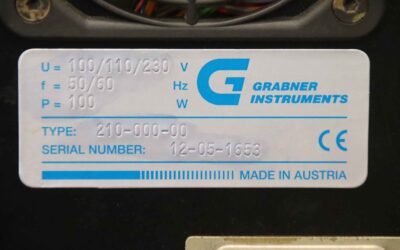 U = 100/110/230 V
f = 50/60 Hz
P = 100 W
G
GRABNER
INSTRUMENTS
TYPE: 210-000-00
SERIAL NUMBER: 12-05-1653
CE
MADE IN AUSTRIA